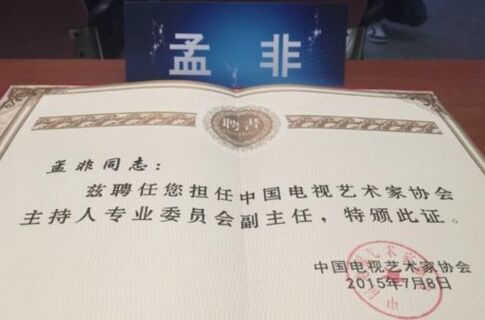 孟非
聘书
孟非同志：
兹聘任您担任中国电视艺术家协会
主持人专业委员会副主任，特颁此证。
中国电视艺术家协会
2015年7月8日